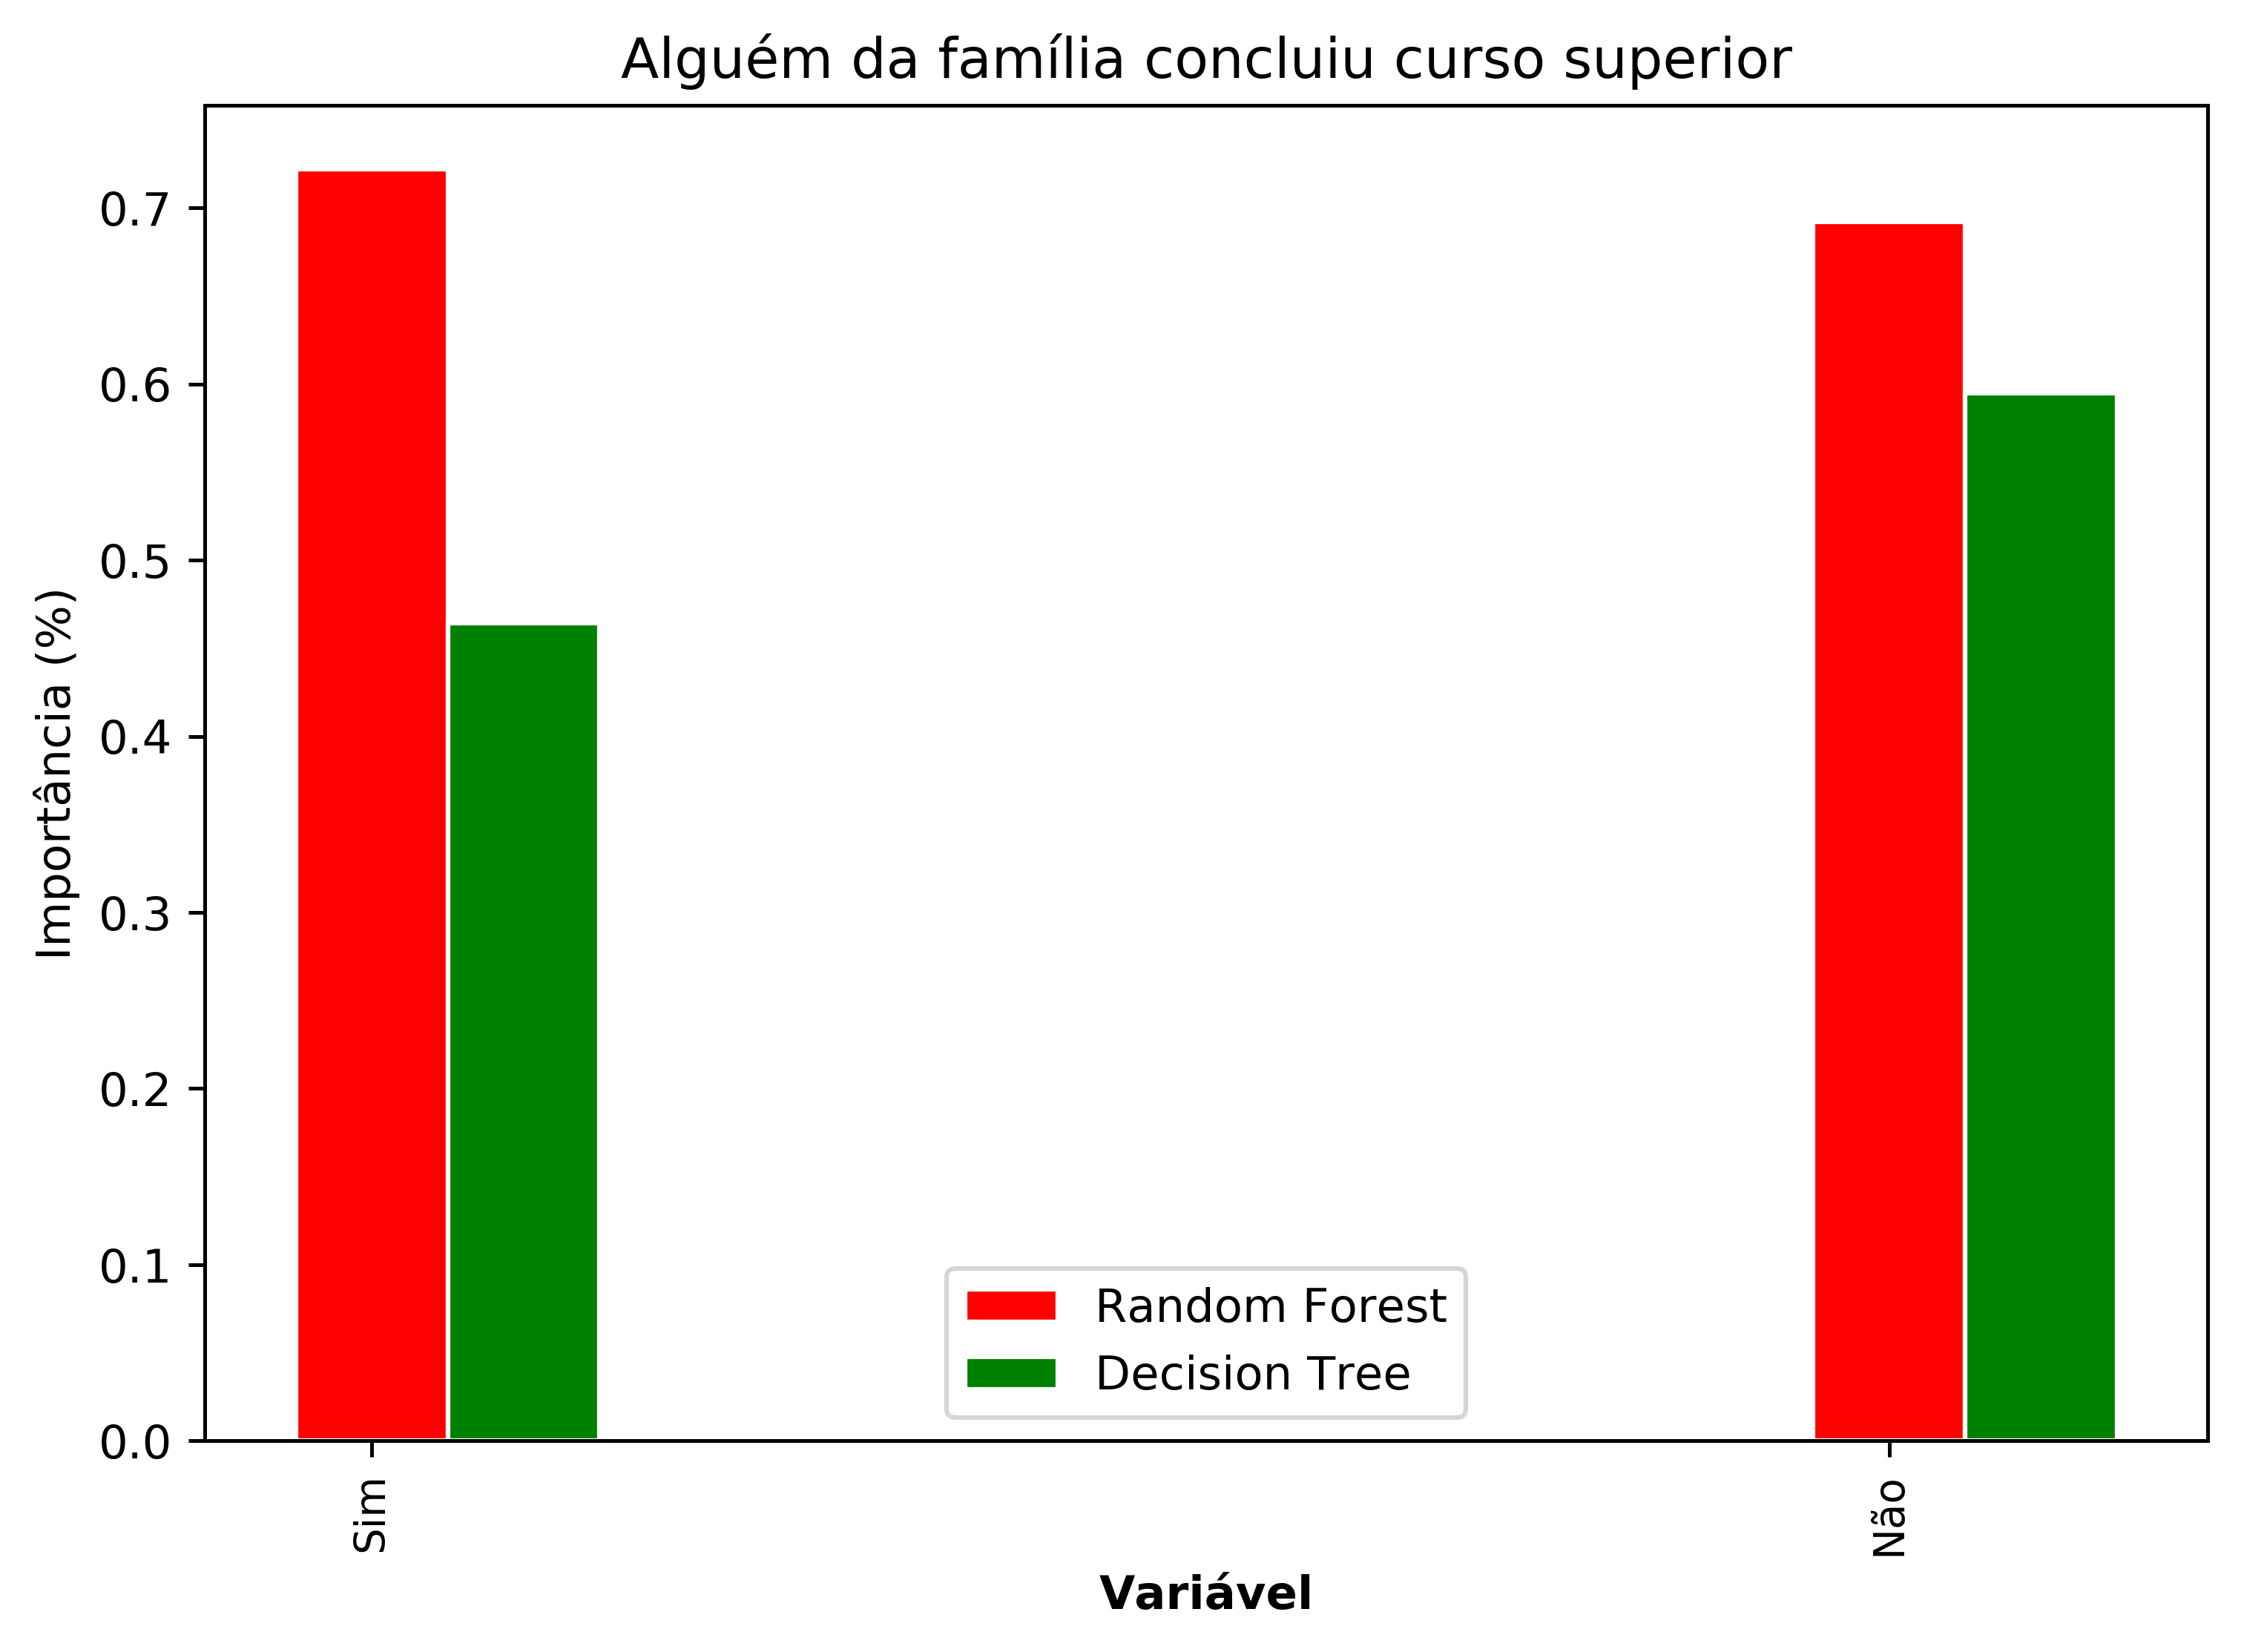 Alguém da família concluiu curso superior
Importância (%)
0.7
0.6
0.5
0.4
0.3
0.2
0.1
0.0
Random Forest
Decision Tree
Sim
Não
Variável